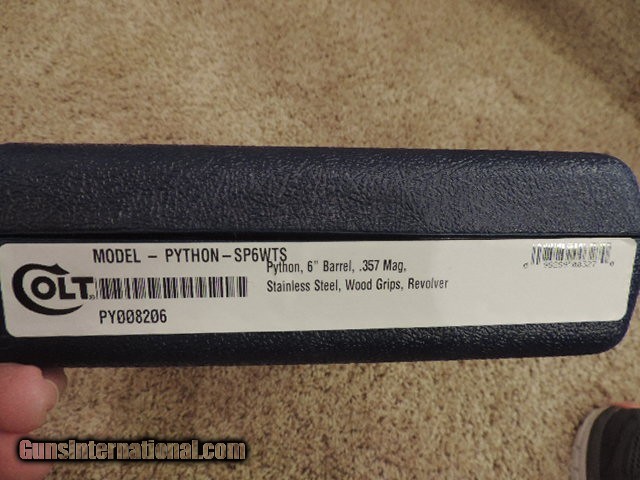 MODEL - PYTHON-SP6WTS
Python, 6" Barrel, .357 Mag,
Stainless Steel, Wood Grips, Revolver
COLT
PY008206
GunsInternational.com